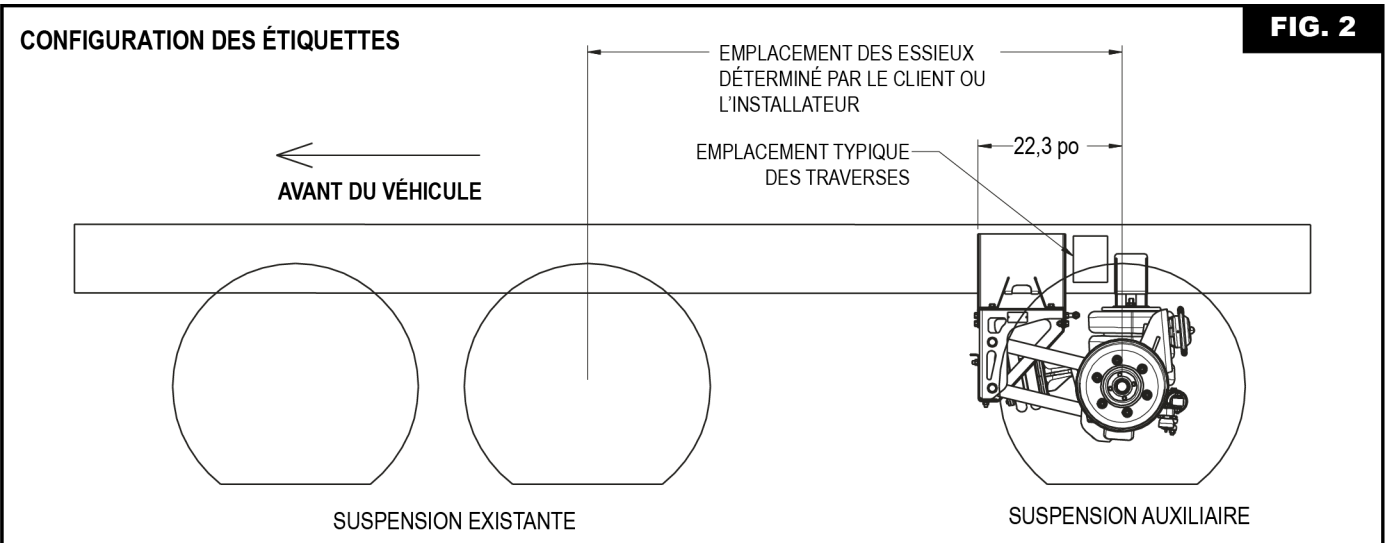 FIG. 2
CONFIGURATION DES ÉTIQUETTES
EMPLACEMENT DES ESSIEUX
DÉTERMINÉ PAR LE CLIENT OU
L'INSTALLATEUR
22,3 po
EMPLACEMENT TYPIQUE
DES TRAVERSES
AVANT DU VÉHICULE
SUSPENSION EXISTANTE
SUSPENSION AUXILIAIRE